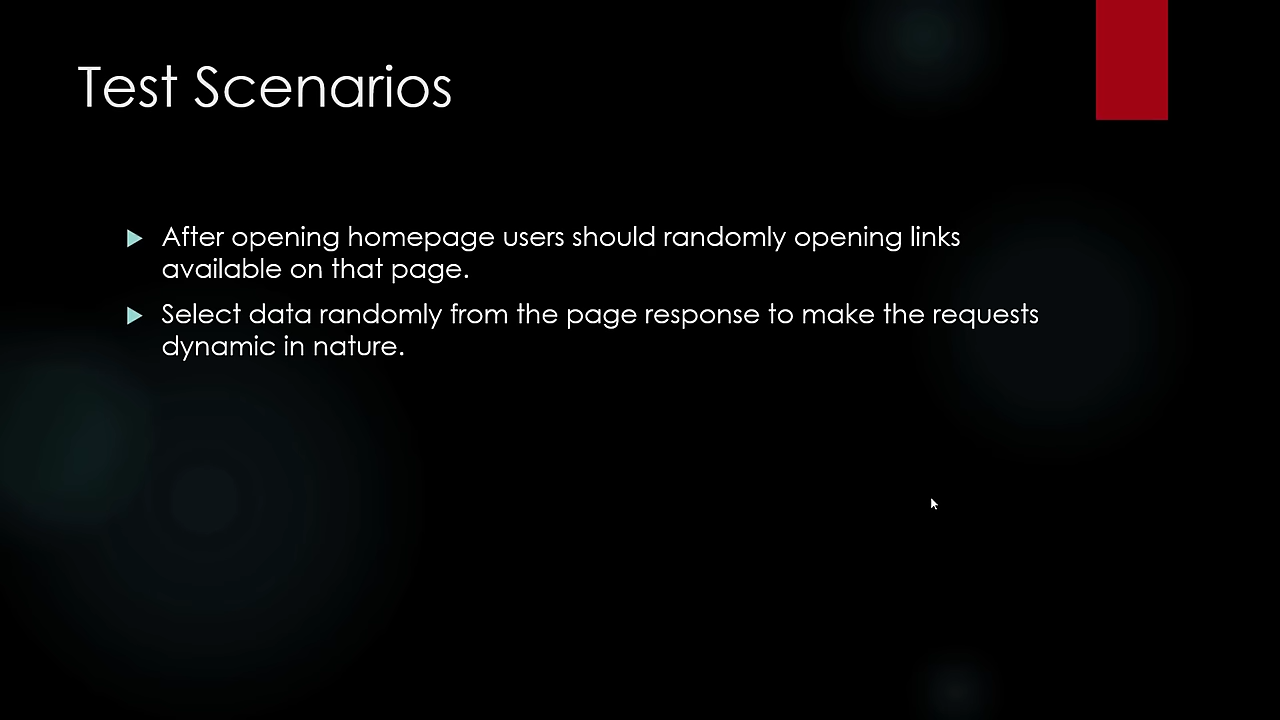 Test Scenarios
After opening homepage users should randomly opening links
available on that page.
Select data randomly from the page response to make the requests
dynamic in nature.